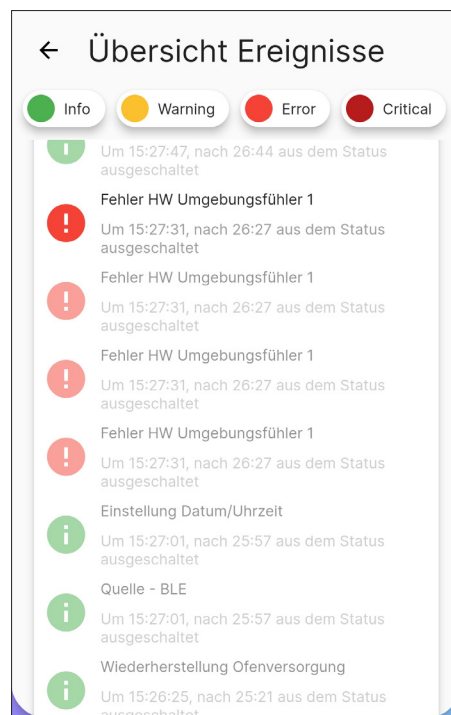 Übersicht Ereignisse
Info
Warning
Error
Critical
Um 15:27:47, nach 26:44 aus dem Status
ausgeschaltet
Fehler HW Umgebungsfühler 1
Um 15:27:31, nach 26:27 aus dem Status
ausgeschaltet
Fehler HW Umgebungsfühler 1
Um 15:27:31, nach 26:27 aus dem Status
ausgeschaltet
Fehler HW Umgebungsfühler 1
Um 15:27:31, nach 26:27 aus dem Status
ausgeschaltet
Fehler HW Umgebungsfühler 1
Um 15:27:31, nach 26:27 aus dem Status
ausgeschaltet
Einstellung Datum/Uhrzeit
Um 15:27:01, nach 25:57 aus dem Status
ausgeschaltet
Quelle - BLE
Um 15:27:01, nach 25:57 aus dem Status
ausgeschaltet
Wiederherstellung Ofenversorgung
Um 15:26:25, nach 25:21 aus dem Status
ausgeschaltet